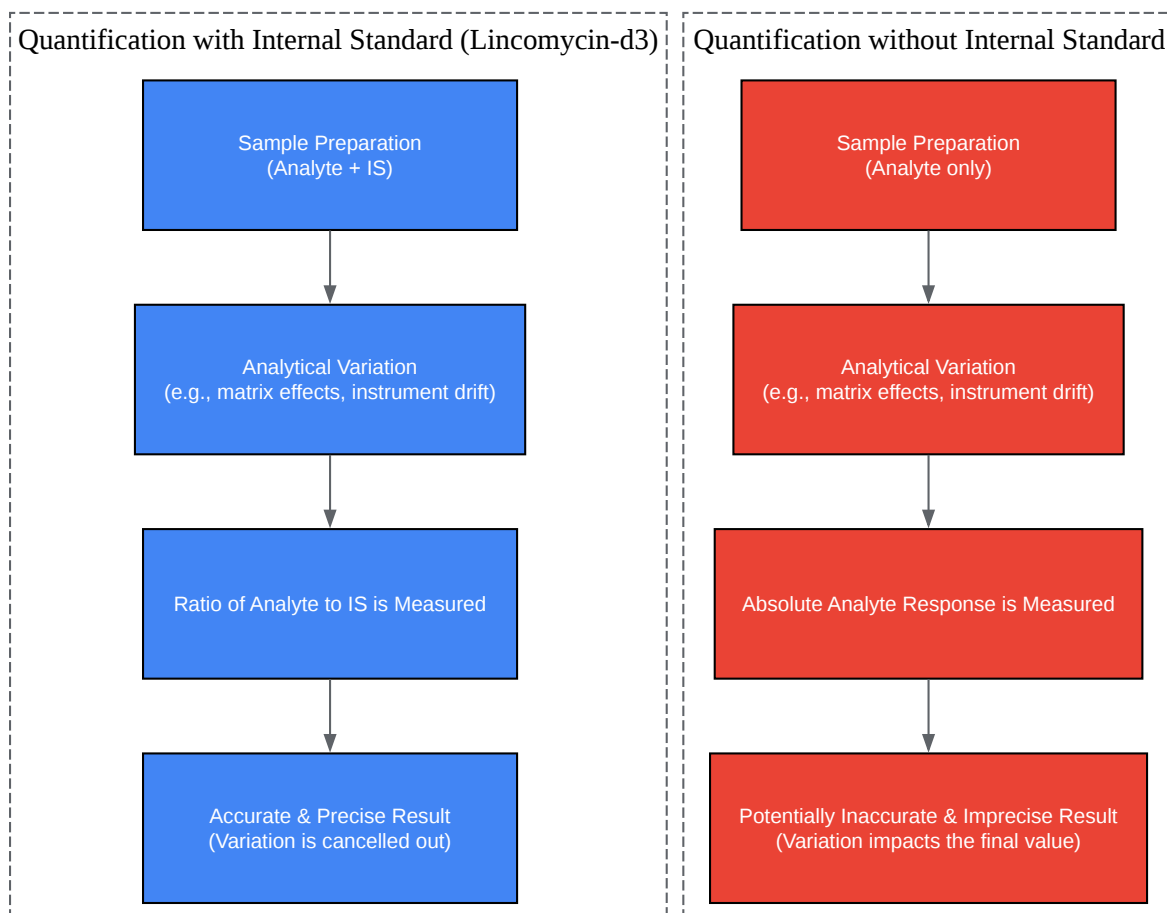 Quantification with Internal Standard (Lincomycin-d3)
Sample Preparation
(Analyte + IS)
Analytical Variation
(e.g., matrix effects, instrument drift)
Ratio of Analyte to IS is Measured
Accurate & Precise Result
(Variation is cancelled out)
Quantification without Internal Standard
Sample Preparation
(Analyte only)
Analytical Variation
(e.g., matrix effects, instrument drift)
Absolute Analyte Response is Measured
Potentially Inaccurate & Imprecise Result
(Variation impacts the final value)